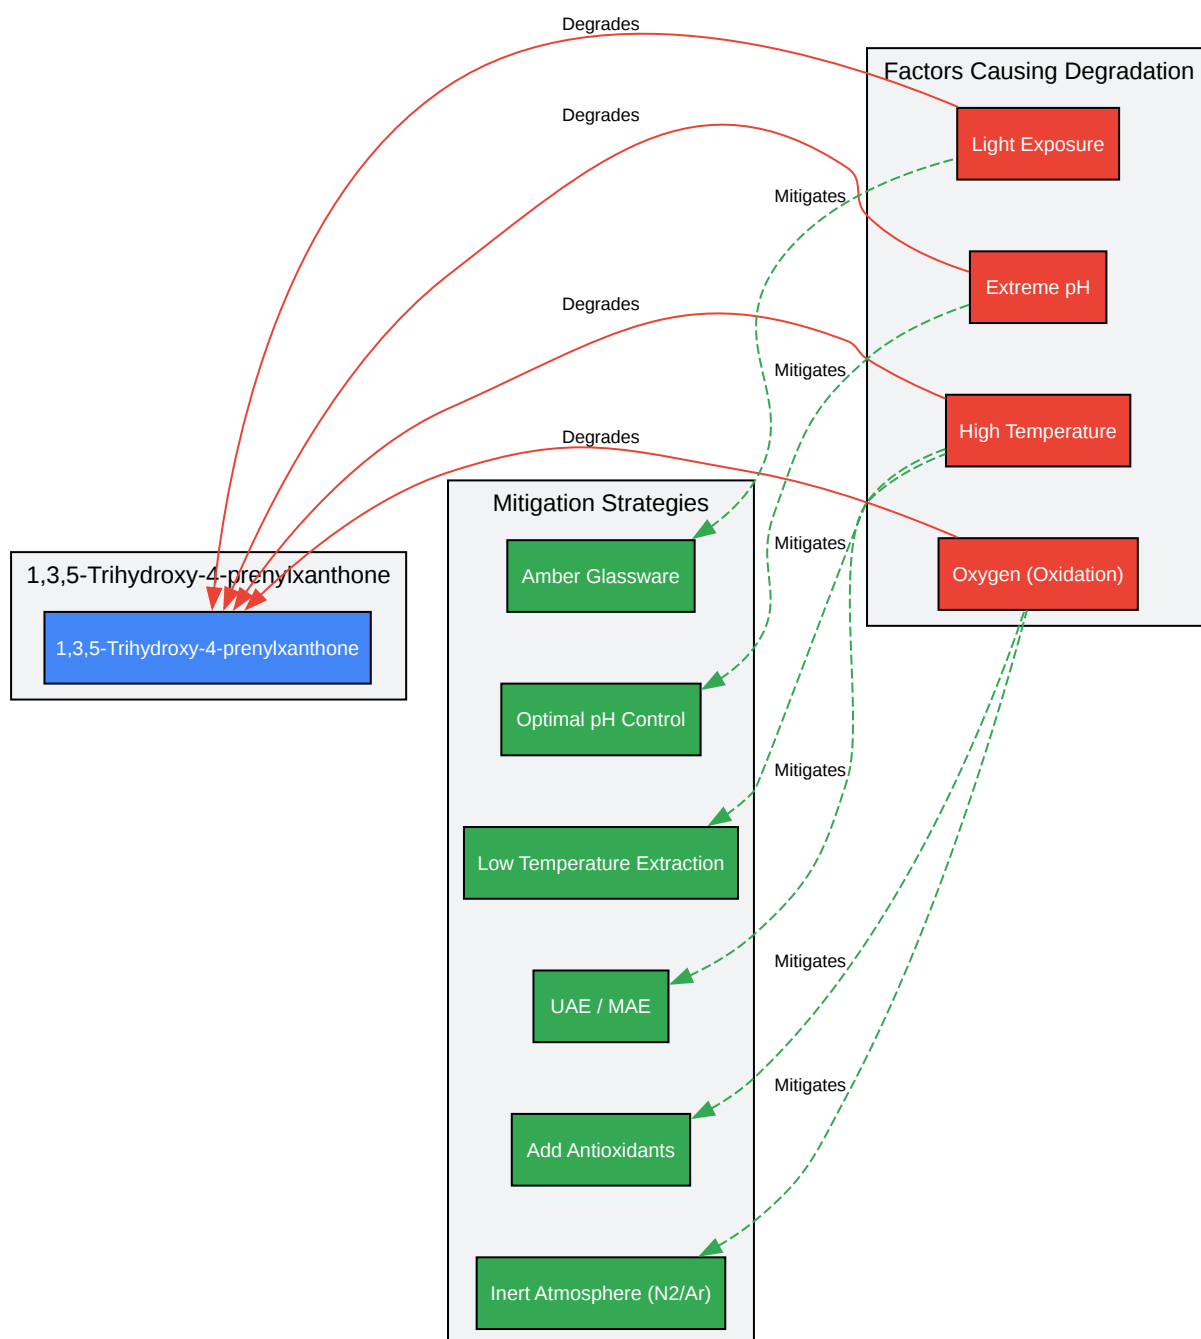 Degrades
Factors Causing Degradation
Light Exposure
Degrades
Mitigates
Extreme pH
Degrades
Mitigates
High Temperature
Degrades
Mitigation Strategies
Mitigates
Amber Glassware
Oxygen (Oxidation)
1,3,5-Trihydroxy-4-prenylxanthone
1,3,5-Trihydroxy-4-prenylxanthone
Optimal pH Control
Mitigates
Low Temperature Extraction
Mitigates
UAE / MAE
Mitigates
Add Antioxidants
Inert Atmosphere (N2/Ar)